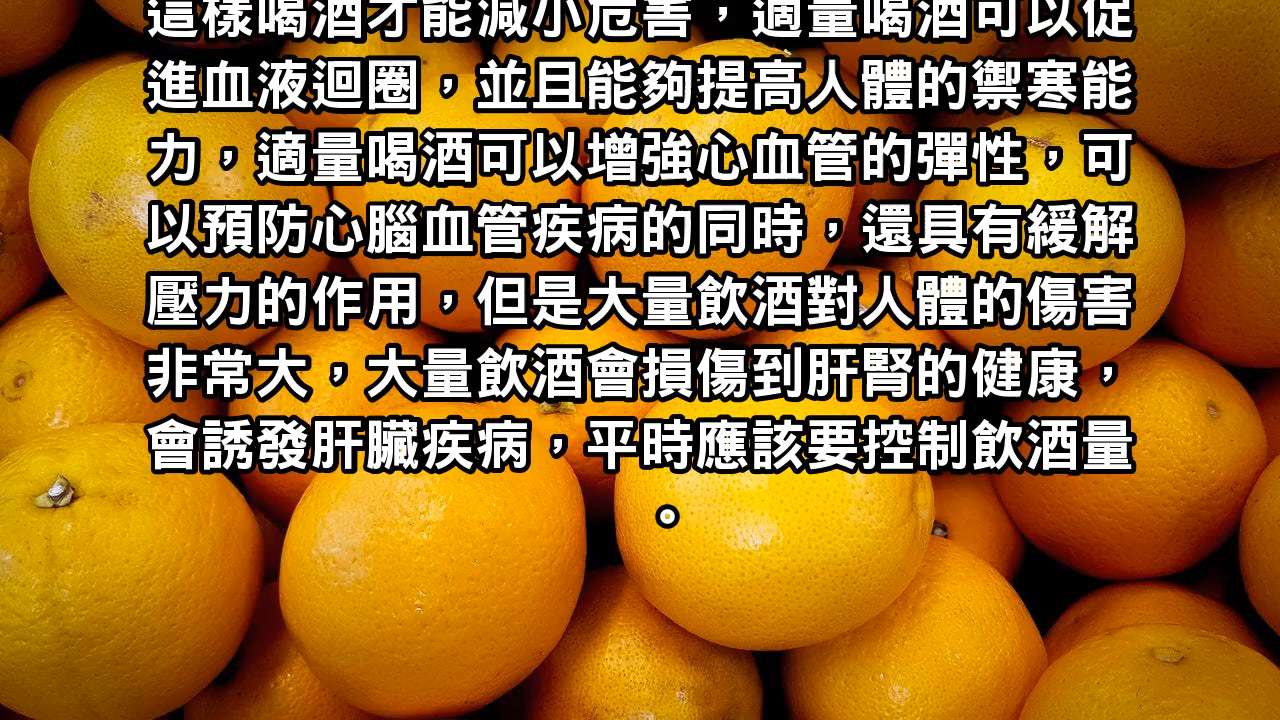 這樣喝酒才能減小危害，適量喝酒可以促
進血液迴圈，並且能夠提高人體的禦寒能
力，適量喝酒可以增強心血管的彈性，可
以預防心腦血管疾病的同時，還具有緩解
壓力的作用，但是大量飲酒對人體的傷害
非常大，大量飲酒會損傷到肝腎的健康，
會誘發肝臟疾病，平時應該要控制飲酒量
。